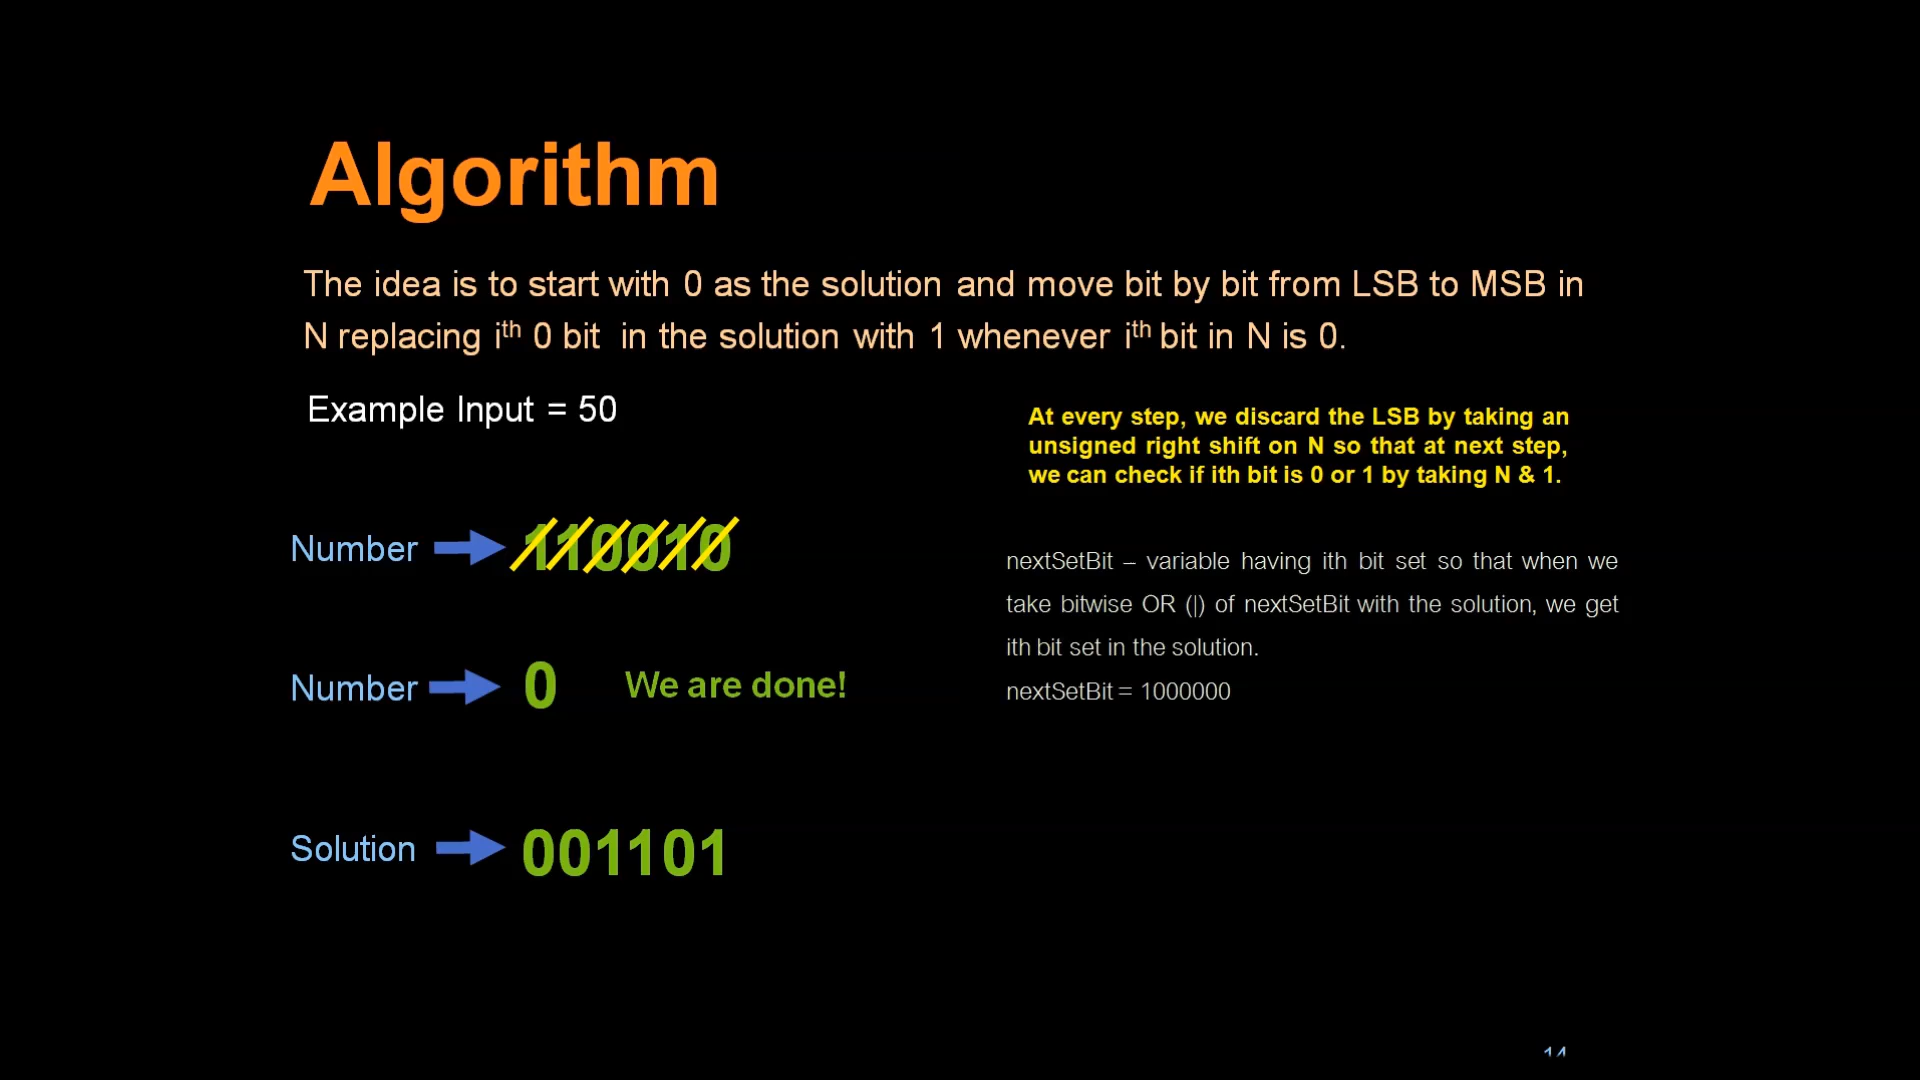 Algorithm
The idea is to start with 0 as the solution and move bit by bit from LSB to MSB in
N replacing ith 0 bit in the solution with 1 whenever ith bit in N is 0.
Example Input = 50
At every step, we discard the LSB by taking an
unsigned right shift on N so that at next step,
we can check if ith bit is 0 or 1 by taking N & 1.
Number
110010
nextSetBit – variable having ith bit set so that when we
take bitwise OR (|) of nextSetBit with the solution, we get
ith bit set in the solution.
nextSetBit = 1000000
Number
0 We are done!
Solution
001101
14